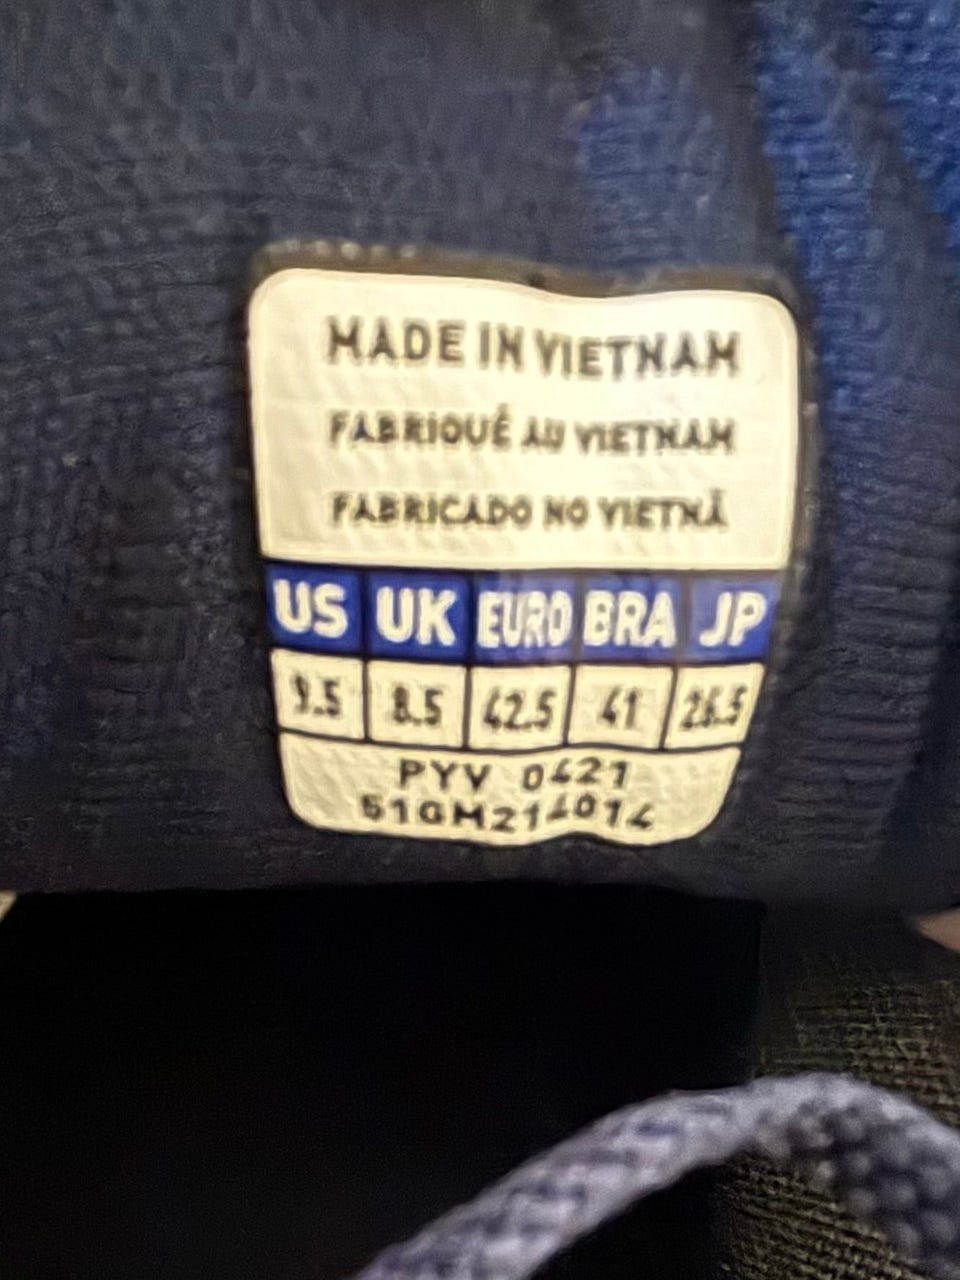 MADE IN VIETNAM
FABRIQUÉ AU VIETNAM
FABRICADO NO VIETNÃ
US UK EURO BRA JP
9.5 8.5 42.5 41 26.5
PYV 0421
51GM214014